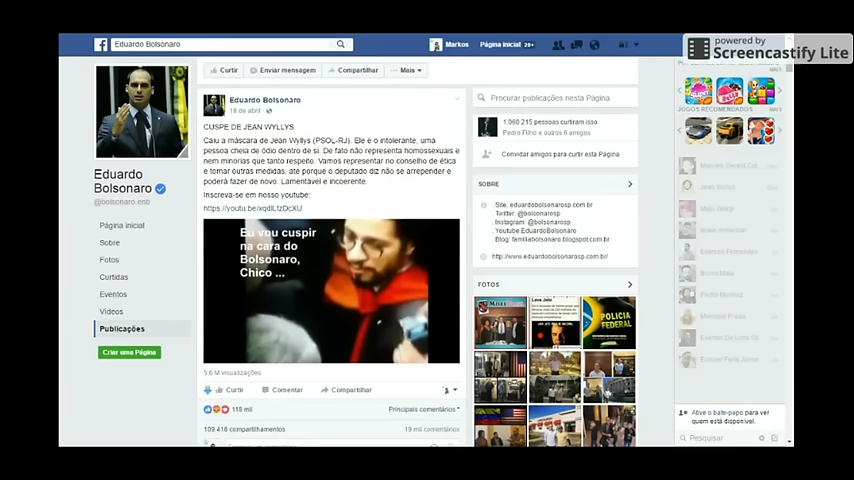 powered by
Screencastify Lite
Eduardo Bolsonaro
Markos
Página inicial 20+
Curtir
Enviar mensagem
Compartilhar
Mais
MAIS
JOGOS RECOMENDADOS
MAIS
Eduardo
Bolsonaro
@bolsonaro.enb
Página inicial
Sobre
Fotos
Curtidas
Eventos
Vídeos
Publicações
Criar uma Página
Eduardo Bolsonaro
18 de abril
CUSPE DE JEAN WYLLYS
Caiu a máscara de Jean Wyllys (PSOL-RJ). Ele é o intolerante, uma
pessoa cheia de ódio dentro de si. De fato não representa homossexuais e
nem minorias que tanto respeito. Vamos representar no conselho de ética
e tomar outras medidas, até porque o deputado diz não se arrepender e
poderá fazer de novo. Lamentável e incoerente.
Inscreva-se em nosso youtube:
Eu vou cuspir
na cara do
Bolsonaro,
Chico ...
5,6 M visualizações
Curtir
Comentar
Compartilhar
118 mil
Principais comentários
109.416 compartilhamentos
19 mil comentários
Procurar publicações nesta Página
1.060.215 pessoas curtiram isso
Pedro Filho e outros 6 amigos
Convidar amigos para curtir esta Página
SOBRE
. Site: eduardobolsonarosp.com.br
. Twitter: @bolsonarosp
. Instagram: @bolsonarosp
. Youtube:EduardoBolsonaro
. Blog: familiabolsonaro.blogspot.com.br
http://www.eduardobolsonarosp.com.br/
FOTOS
POLICIA
FEDERAL
Ative o bate-papo para ver
quem está disponível.
Pesquisar